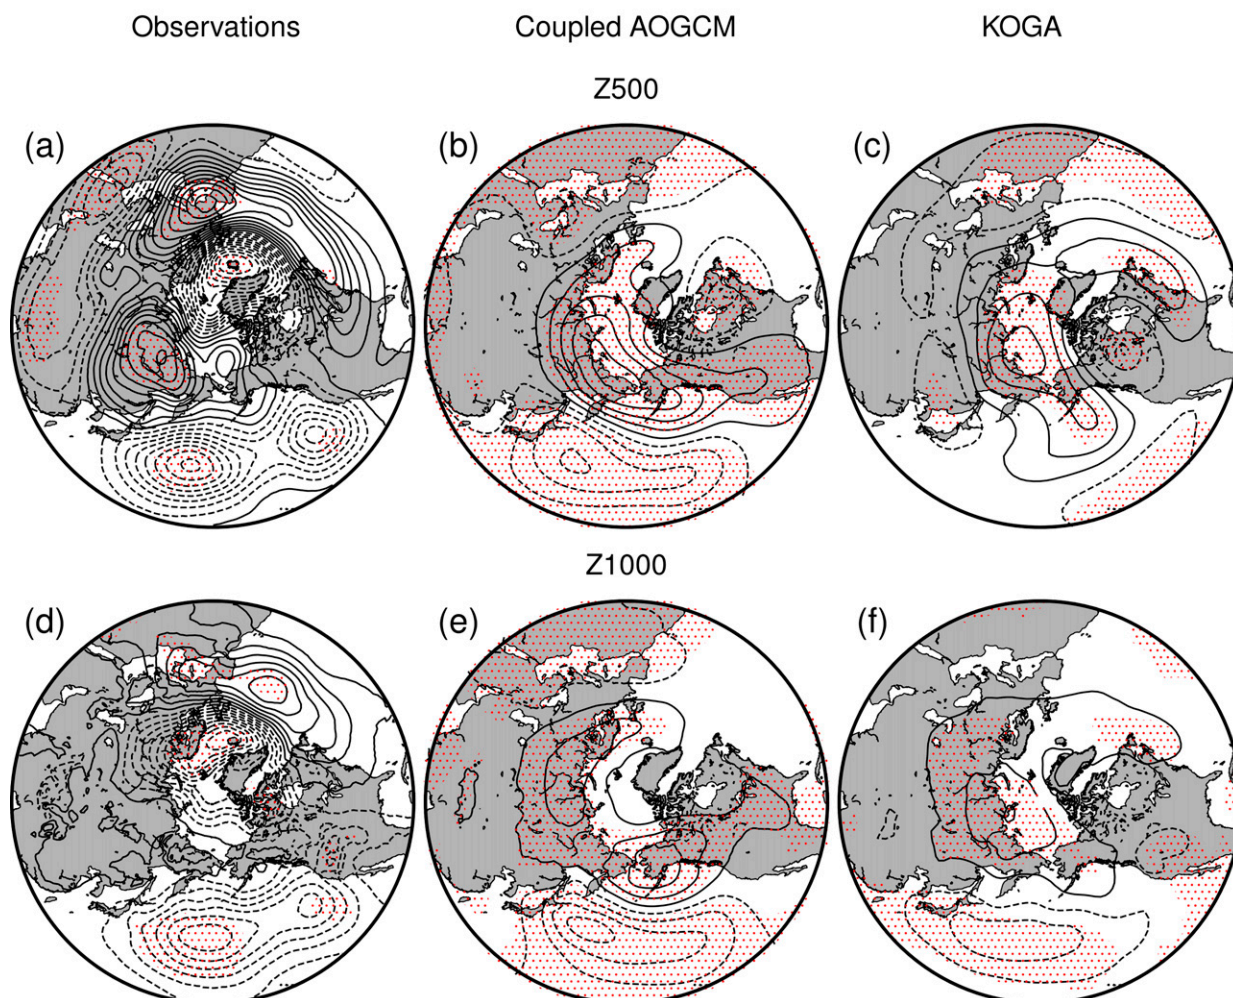 Observations Coupled AOGCM KOGA
Z500
(a) (b) (c)
Z1000
(d) (e) (f)